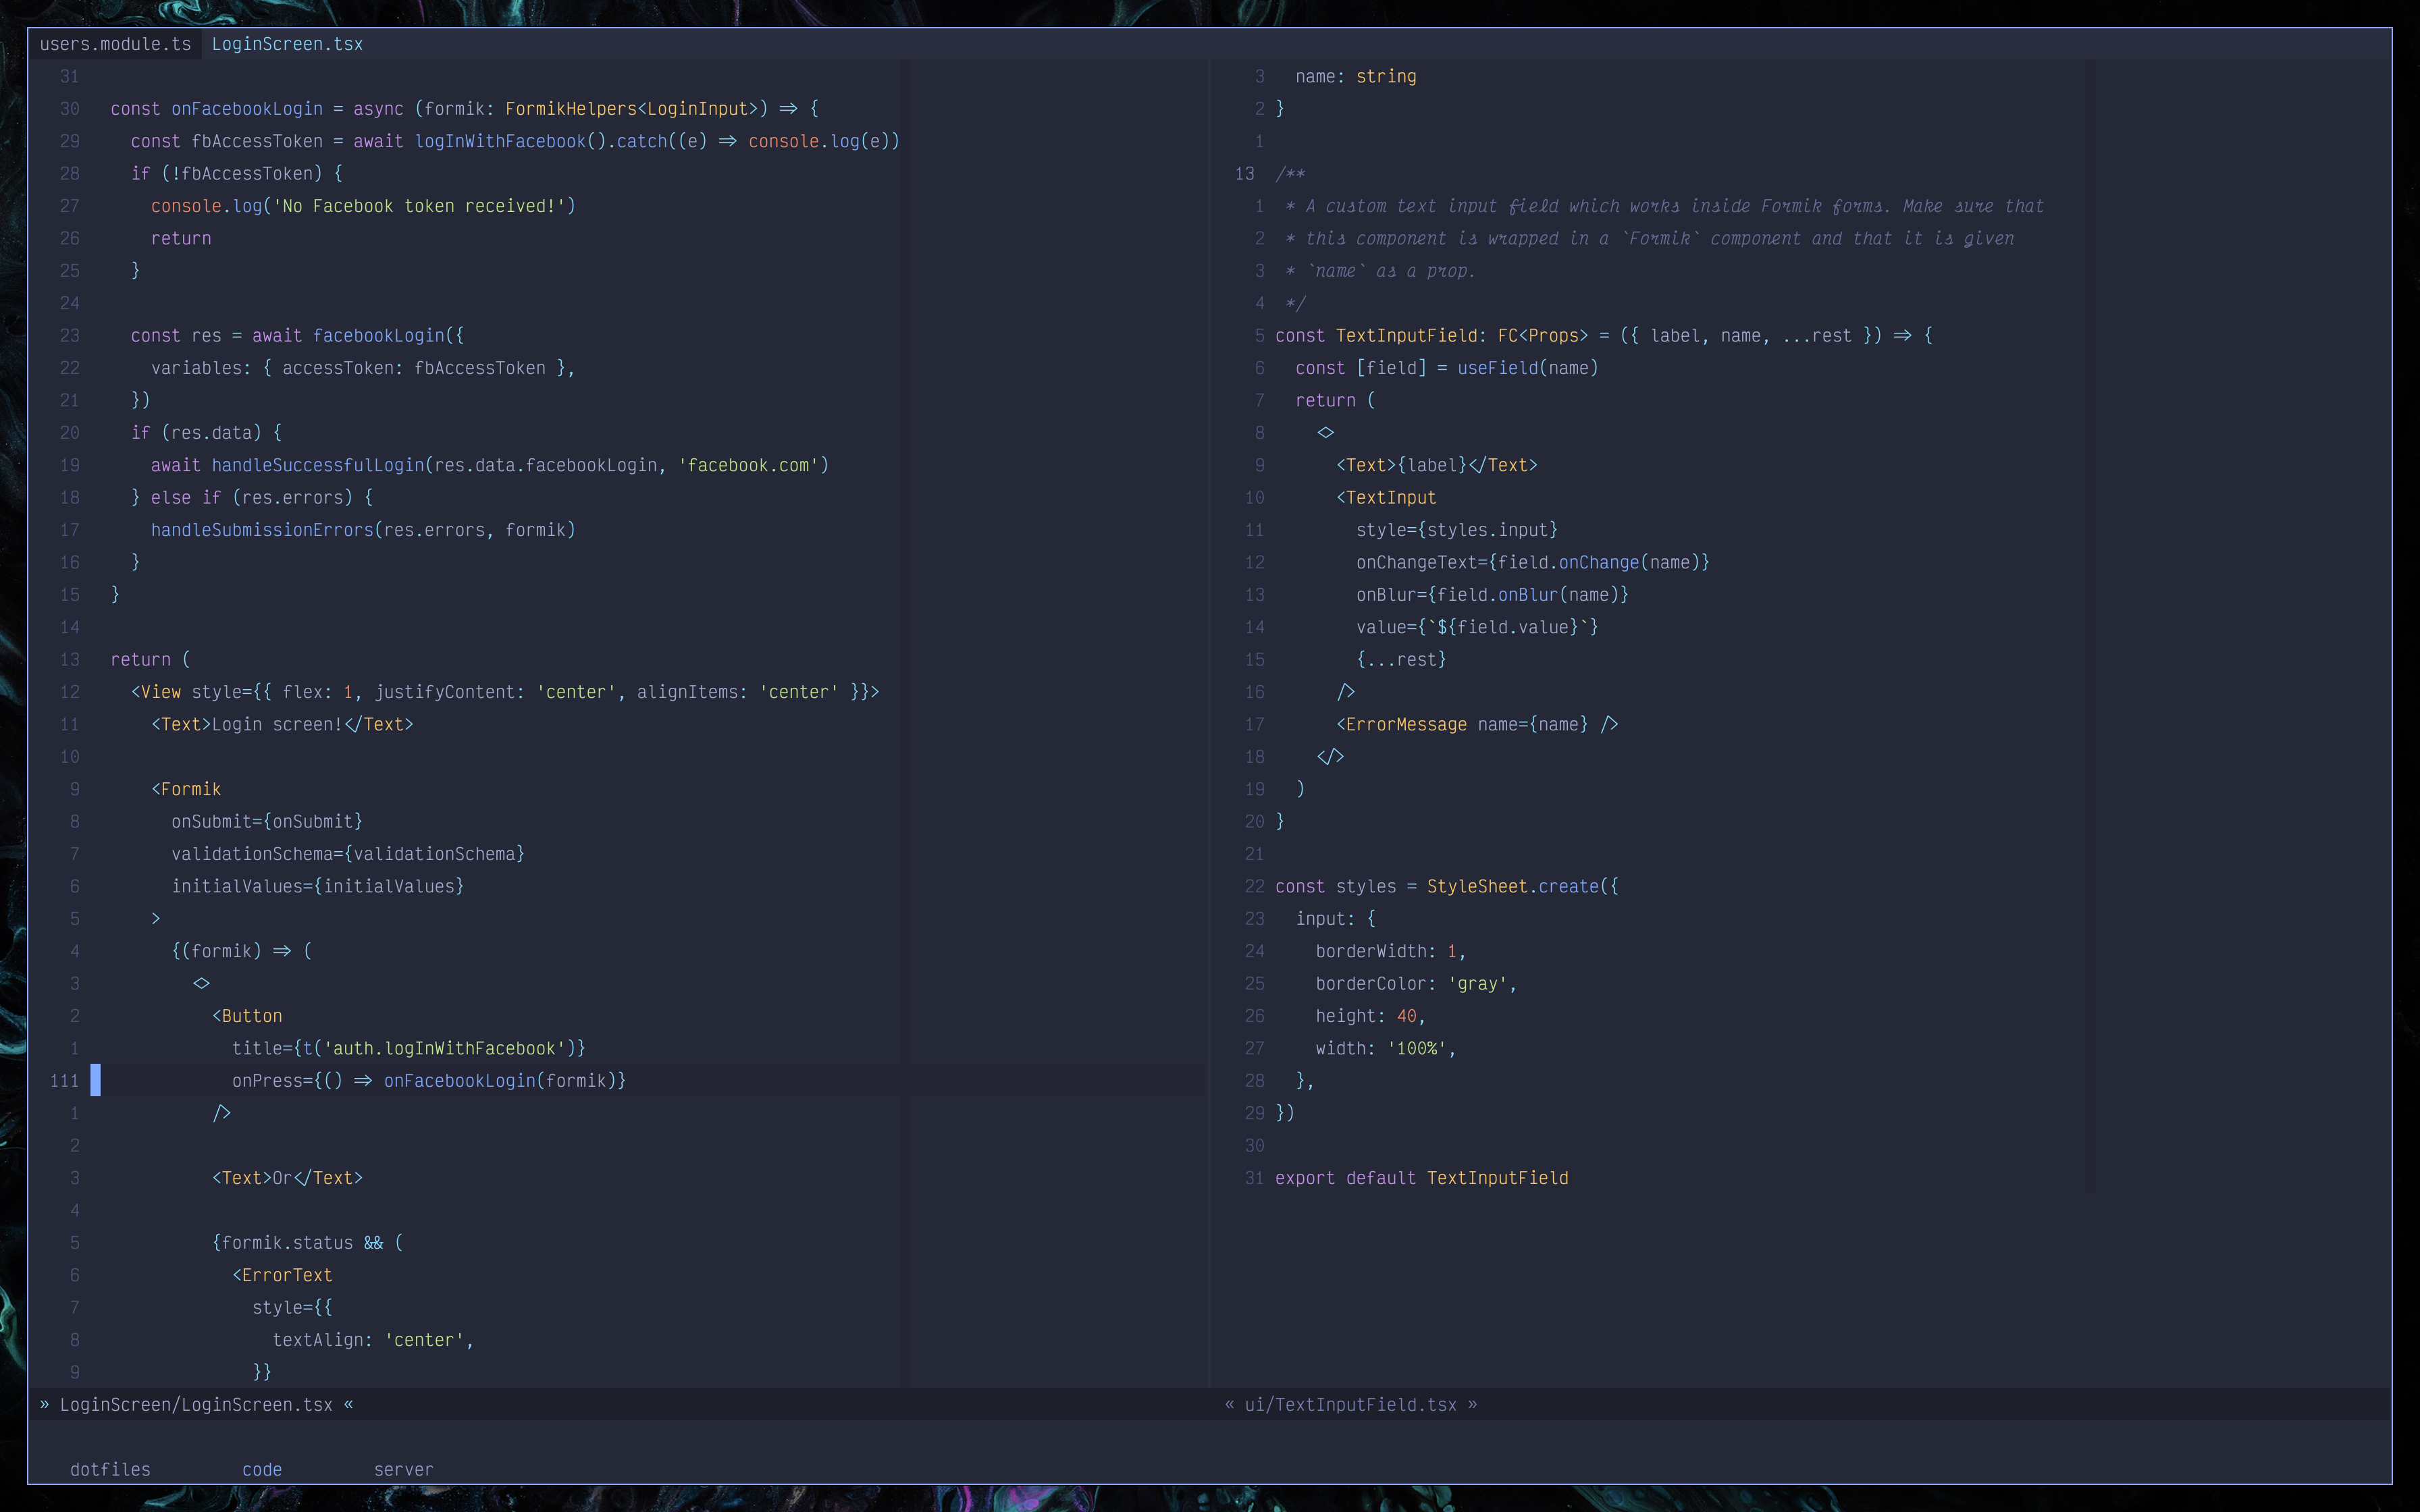 users.module.ts  LoginScreen.tsx
31
30   const onFacebookLogin = async (formik: FormikHelpers<LoginInput>) => {
29     const fbAccessToken = await logInWithFacebook().catch((e) => console.log(e))
28     if (!fbAccessToken) {
27       console.log('No Facebook token received!')
26       return
25     }
24
23     const res = await facebookLogin({
22       variables: { accessToken: fbAccessToken },
21     })
20     if (res.data) {
19       await handleSuccessfulLogin(res.data.facebookLogin, 'facebook.com')
18     } else if (res.errors) {
17       handleSubmissionErrors(res.errors, formik)
16     }
15   }
14
13   return (
12     <View style={{ flex: 1, justifyContent: 'center', alignItems: 'center' }}>
11       <Text>Login screen!</Text>
10
9       <Formik
8         onSubmit={onSubmit}
7         validationSchema={validationSchema}
6         initialValues={initialValues}
5       >
4         {(formik) => (
3           <>
2             <Button
1               title={t('auth.logInWithFacebook')}
111               onPress={() => onFacebookLogin(formik)}
1             />
2
3             <Text>Or</Text>
4
5             {formik.status && (
6               <ErrorText
7                 style={{
8                   textAlign: 'center',
9                 }}
» LoginScreen/LoginScreen.tsx «
3   name: string
2 }
1
13 /**
1  * A custom text input field which works inside Formik forms. Make sure that
2  * this component is wrapped in a `Formik` component and that it is given
3  * `name` as a prop.
4  */
5 const TextInputField: FC<Props> = ({ label, name, ...rest }) => {
6   const [field] = useField(name)
7   return (
8     <>
9       <Text>{label}</Text>
10       <TextInput
11         style={styles.input}
12         onChangeText={field.onChange(name)}
13         onBlur={field.onBlur(name)}
14         value={`${field.value}`}
15         {...rest}
16       />
17       <ErrorMessage name={name} />
18     </>
19   )
20 }
21
22 const styles = StyleSheet.create({
23   input: {
24     borderWidth: 1,
25     borderColor: 'gray',
26     height: 40,
27     width: '100%',
28   },
29 })
30
31 export default TextInputField
« ui/TextInputField.tsx »
dotfiles  code  server